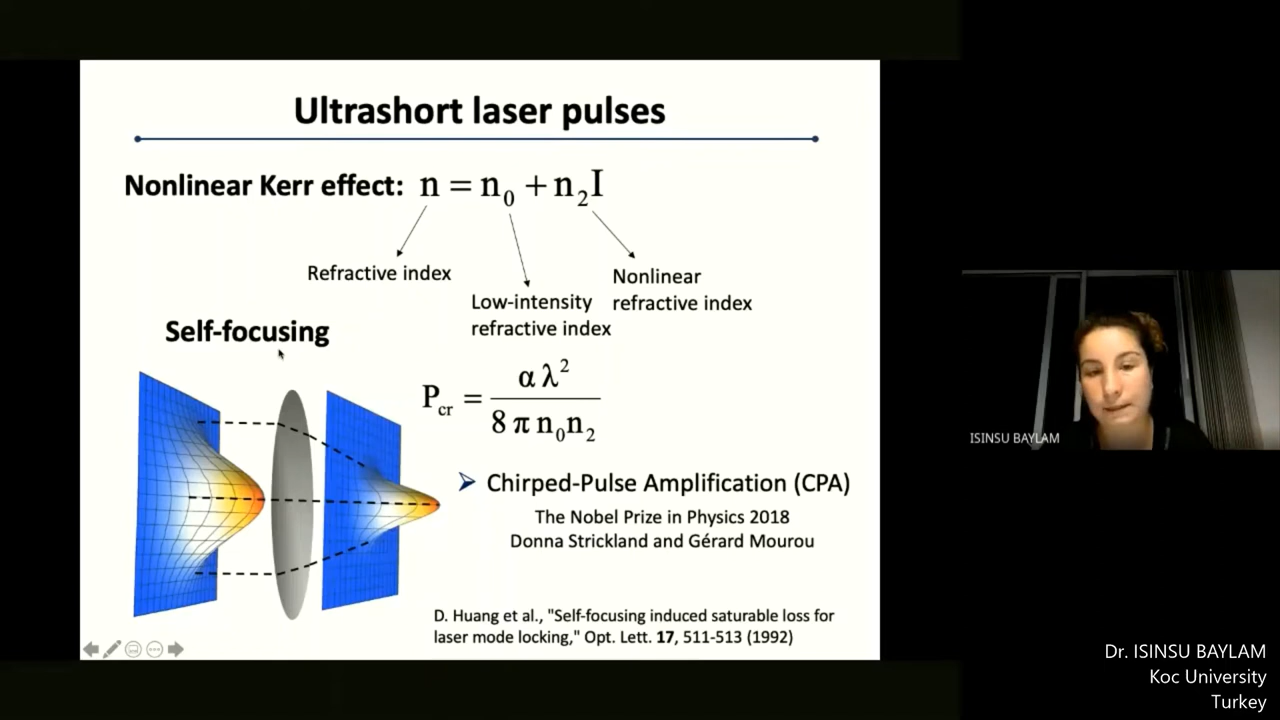 Ultrashort laser pulses
Nonlinear Kerr effect: n = n₀ + n₂I
Refractive index
Low-intensity
refractive index
Nonlinear
refractive index
Self-focusing
P_cr = α λ² / 8 π n₀n₂
➢ Chirped-Pulse Amplification (CPA)
The Nobel Prize in Physics 2018
Donna Strickland and Gérard Mourou
D. Huang et al., "Self-focusing induced saturable loss for
laser mode locking," Opt. Lett. 17, 511-513 (1992)
ISINSU BAYLAM
Dr. ISINSU BAYLAM
Koc University
Turkey